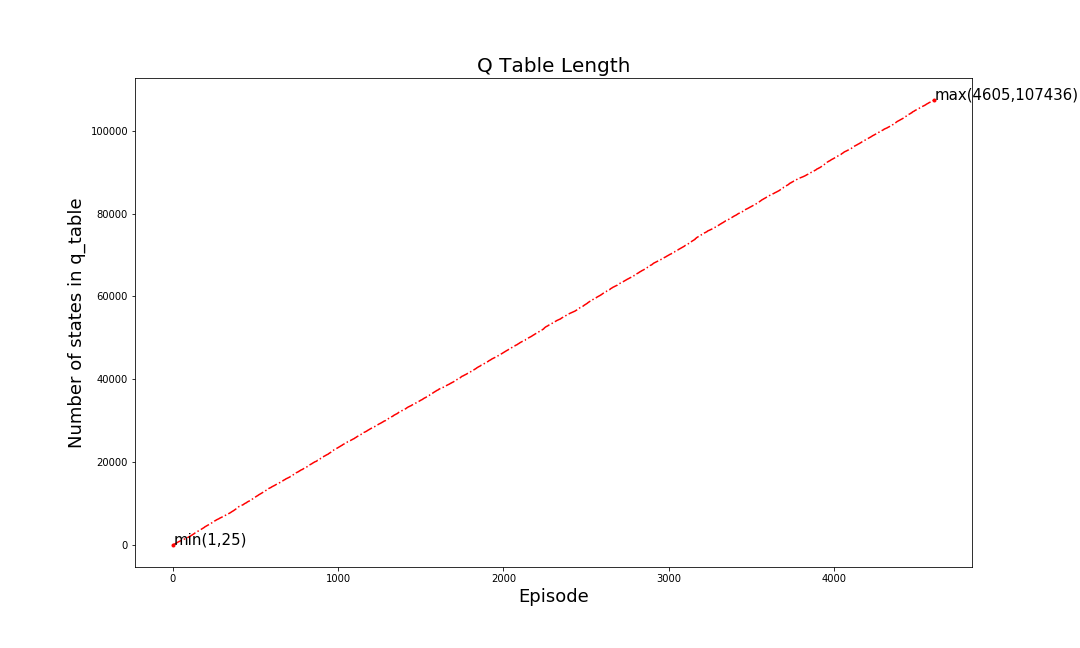 Q Table Length
max(4605,107436)
Number of states in q_table
100000
80000
60000
40000
20000
0
min(1,25)
0 1000 2000 3000 4000
Episode